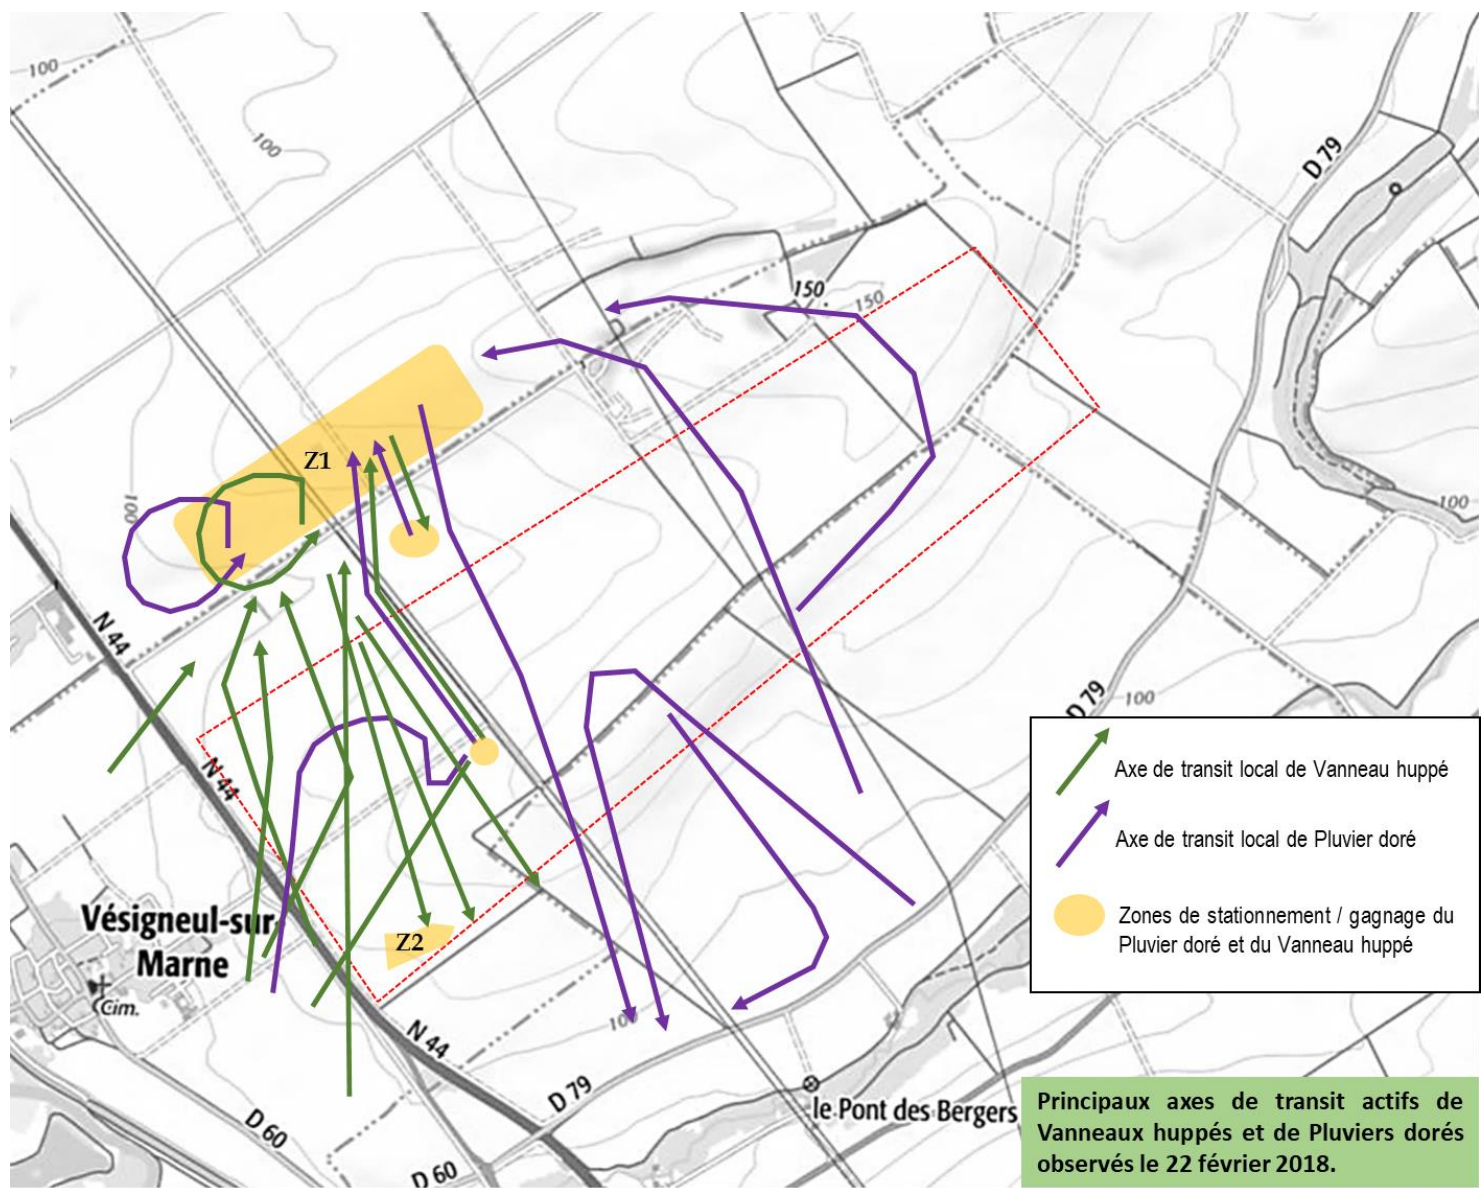 100
100
D 79
150
150
Z1
100
100
N 44
D 79
100
N 44
Axe de transit local de Vanneau huppé
Axe de transit local de Pluvier doré
Zones de stationnement / gagnage du
Pluvier doré et du Vanneau huppé
Vésigneul-sur-
Marne
Z2
Cim.
100
N 44
D 79
D 60
D 60
le Pont des Bergers
Principaux axes de transit actifs de
Vanneaux huppés et de Pluviers dorés
observés le 22 février 2018.